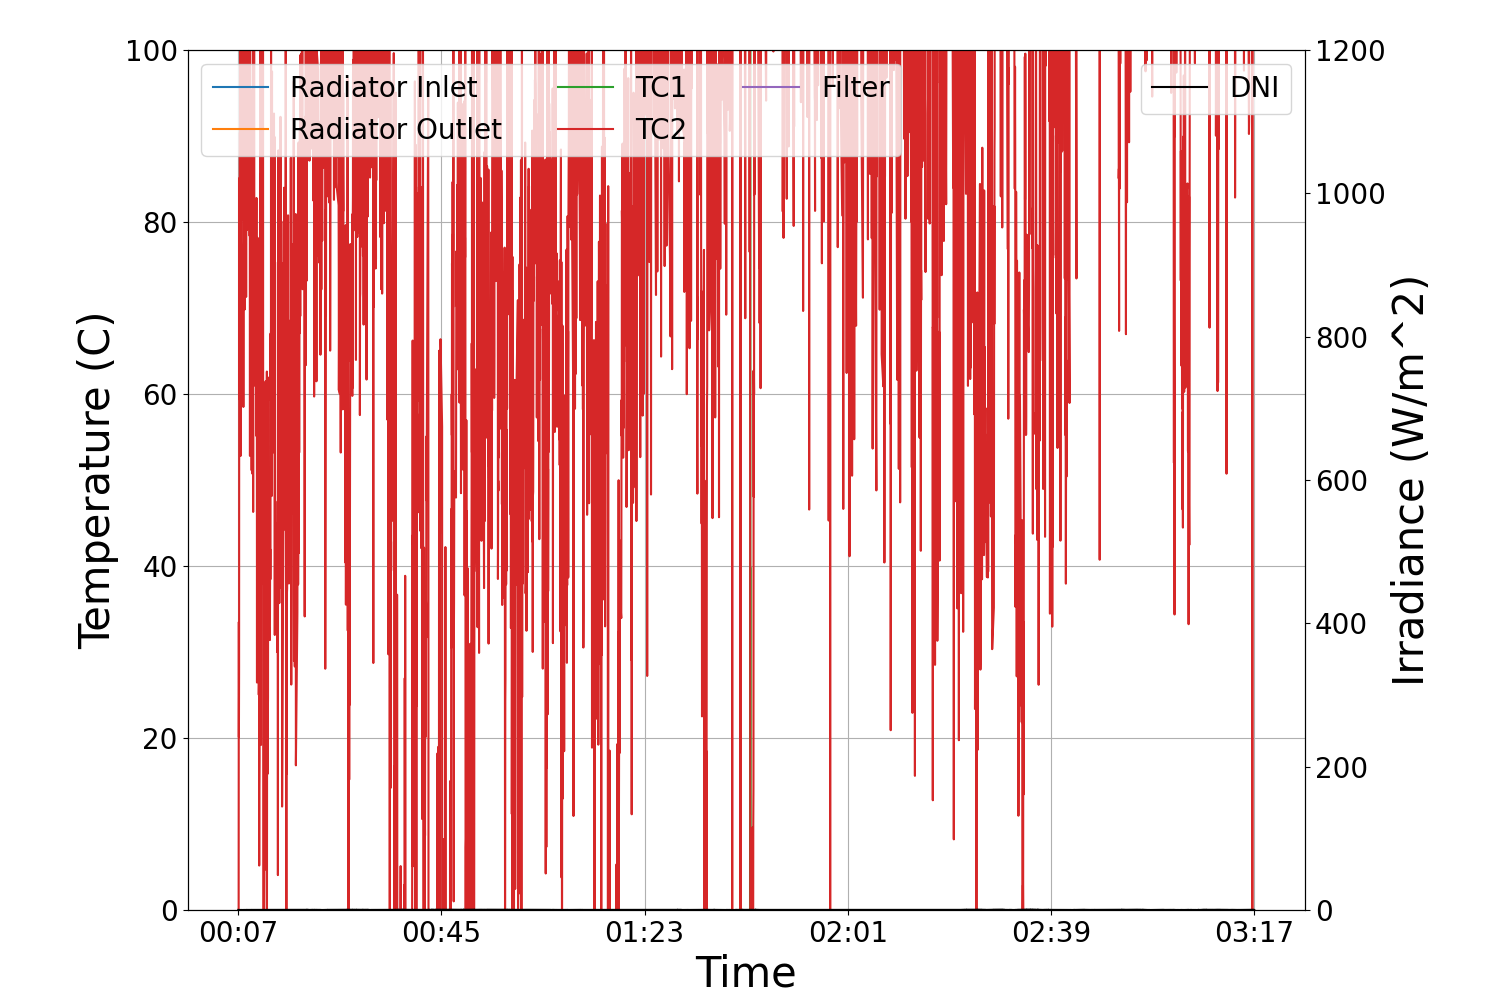 100
80
60
40
20
0
Temperature (C)
Radiator Inlet
Radiator Outlet
TC1
TC2
Filter
DNI
1200
1000
800
600
400
200
0
Irradiance (W/m^2)
00:07
00:45
01:23
02:01
02:39
03:17
Time